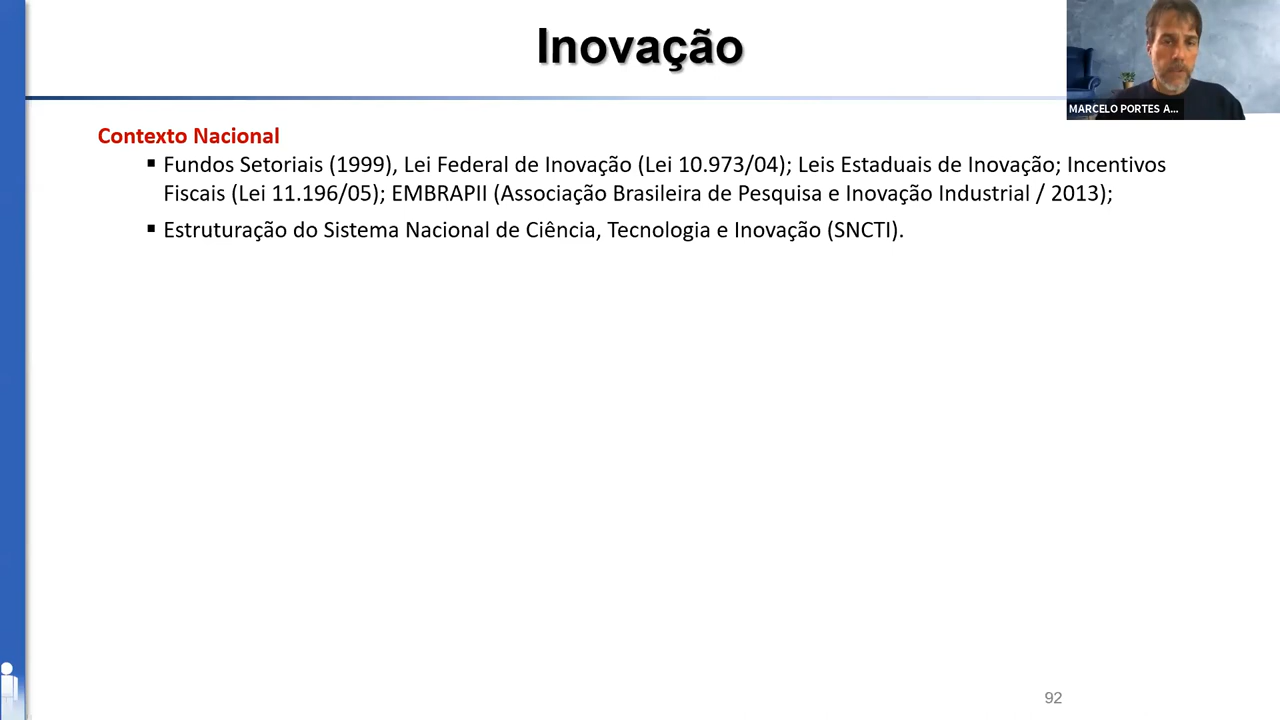 Inovação
MARCELO PORTES A...
Contexto Nacional
▪ Fundos Setoriais (1999), Lei Federal de Inovação (Lei 10.973/04); Leis Estaduais de Inovação; Incentivos
Fiscais (Lei 11.196/05); EMBRAPII (Associação Brasileira de Pesquisa e Inovação Industrial / 2013);
▪ Estruturação do Sistema Nacional de Ciência, Tecnologia e Inovação (SNCTI).
92